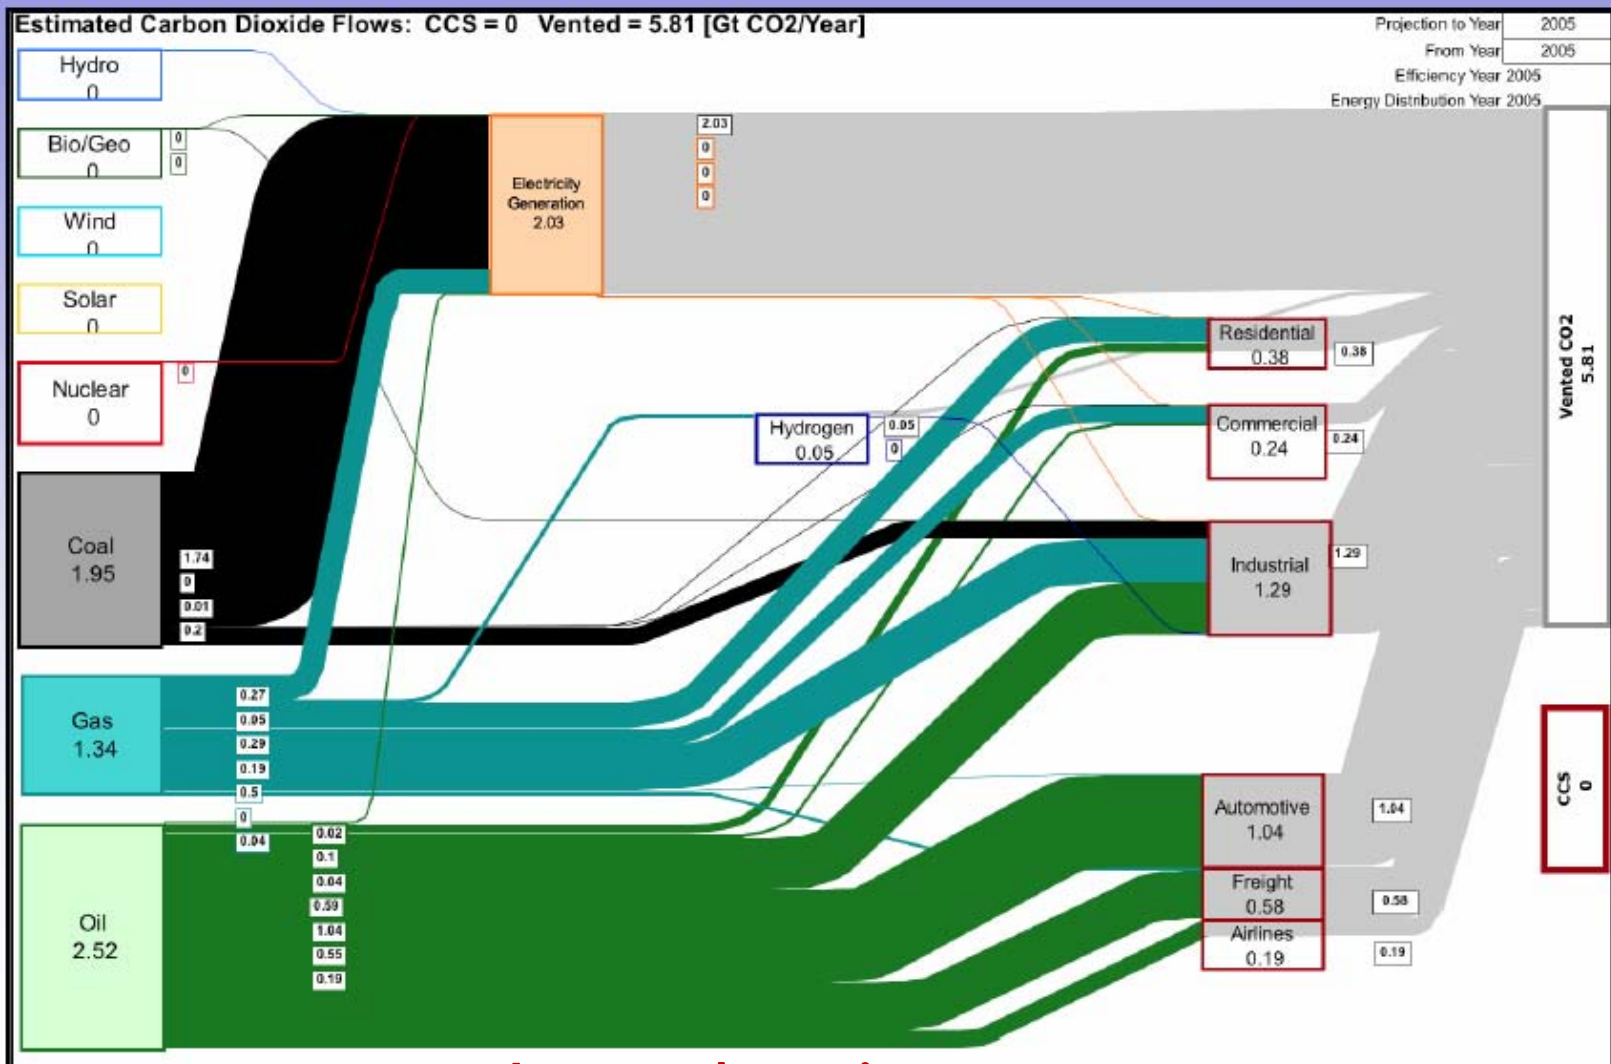 Estimated Carbon Dioxide Flows: CCS = 0 Vented = 5.81 [Gt CO2/Year]
Projection to Year 2005
From Year 2005
Efficiency Year 2005
Energy Distribution Year 2005
Hydro
0
Bio/Geo
0
0
0
Wind
0
Solar
0
Nuclear
0
0
Coal
1.95
1.74
0
0.01
0.2
Gas
1.34
0.27
0.05
0.29
0.19
0.5
0
0.04
Oil
2.52
0.02
0.1
0.04
0.59
1.04
0.55
0.19
Electricity
Generation
2.03
2.03
0
0
0
Hydrogen
0.05
0.05
0
Residential
0.38
0.38
Commercial
0.24
0.24
Industrial
1.29
1.29
Automotive
1.04
1.04
Freight
0.58
0.58
Airlines
0.19
0.19
Vented CO2
5.81
CCS
0